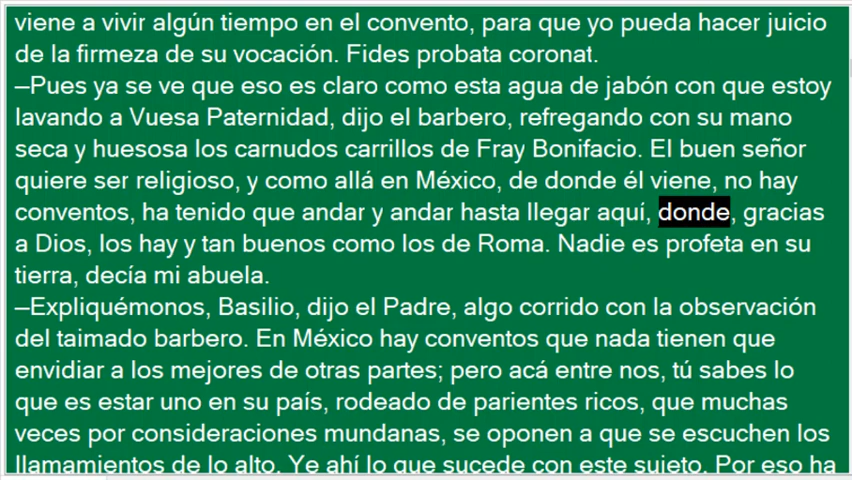 viene a vivir algún tiempo en el convento, para que yo pueda hacer juicio
de la firmeza de su vocación. Fides probata coronat.
—Pues ya se ve que eso es claro como esta agua de jabón con que estoy
lavando a Vuesa Paternidad, dijo el barbero, refregando con su mano
seca y huesosa los carnudos carrillos de Fray Bonifacio. El buen señor
quiere ser religioso, y como allá en México, de donde él viene, no hay
conventos, ha tenido que andar y andar hasta llegar aquí, donde, gracias
a Dios, los hay y tan buenos como los de Roma. Nadie es profeta en su
tierra, decía mi abuela.
—Expliquémonos, Basilio, dijo el Padre, algo corrido con la observación
del taimado barbero. En México hay conventos que nada tienen que
envidiar a los mejores de otras partes; pero acá entre nos, tú sabes lo
que es estar uno en su país, rodeado de parientes ricos, que muchas
veces por consideraciones mundanas, se oponen a que se escuchen los
llamamientos de lo alto. Ye ahí lo que sucede con este sujeto. Por eso ha